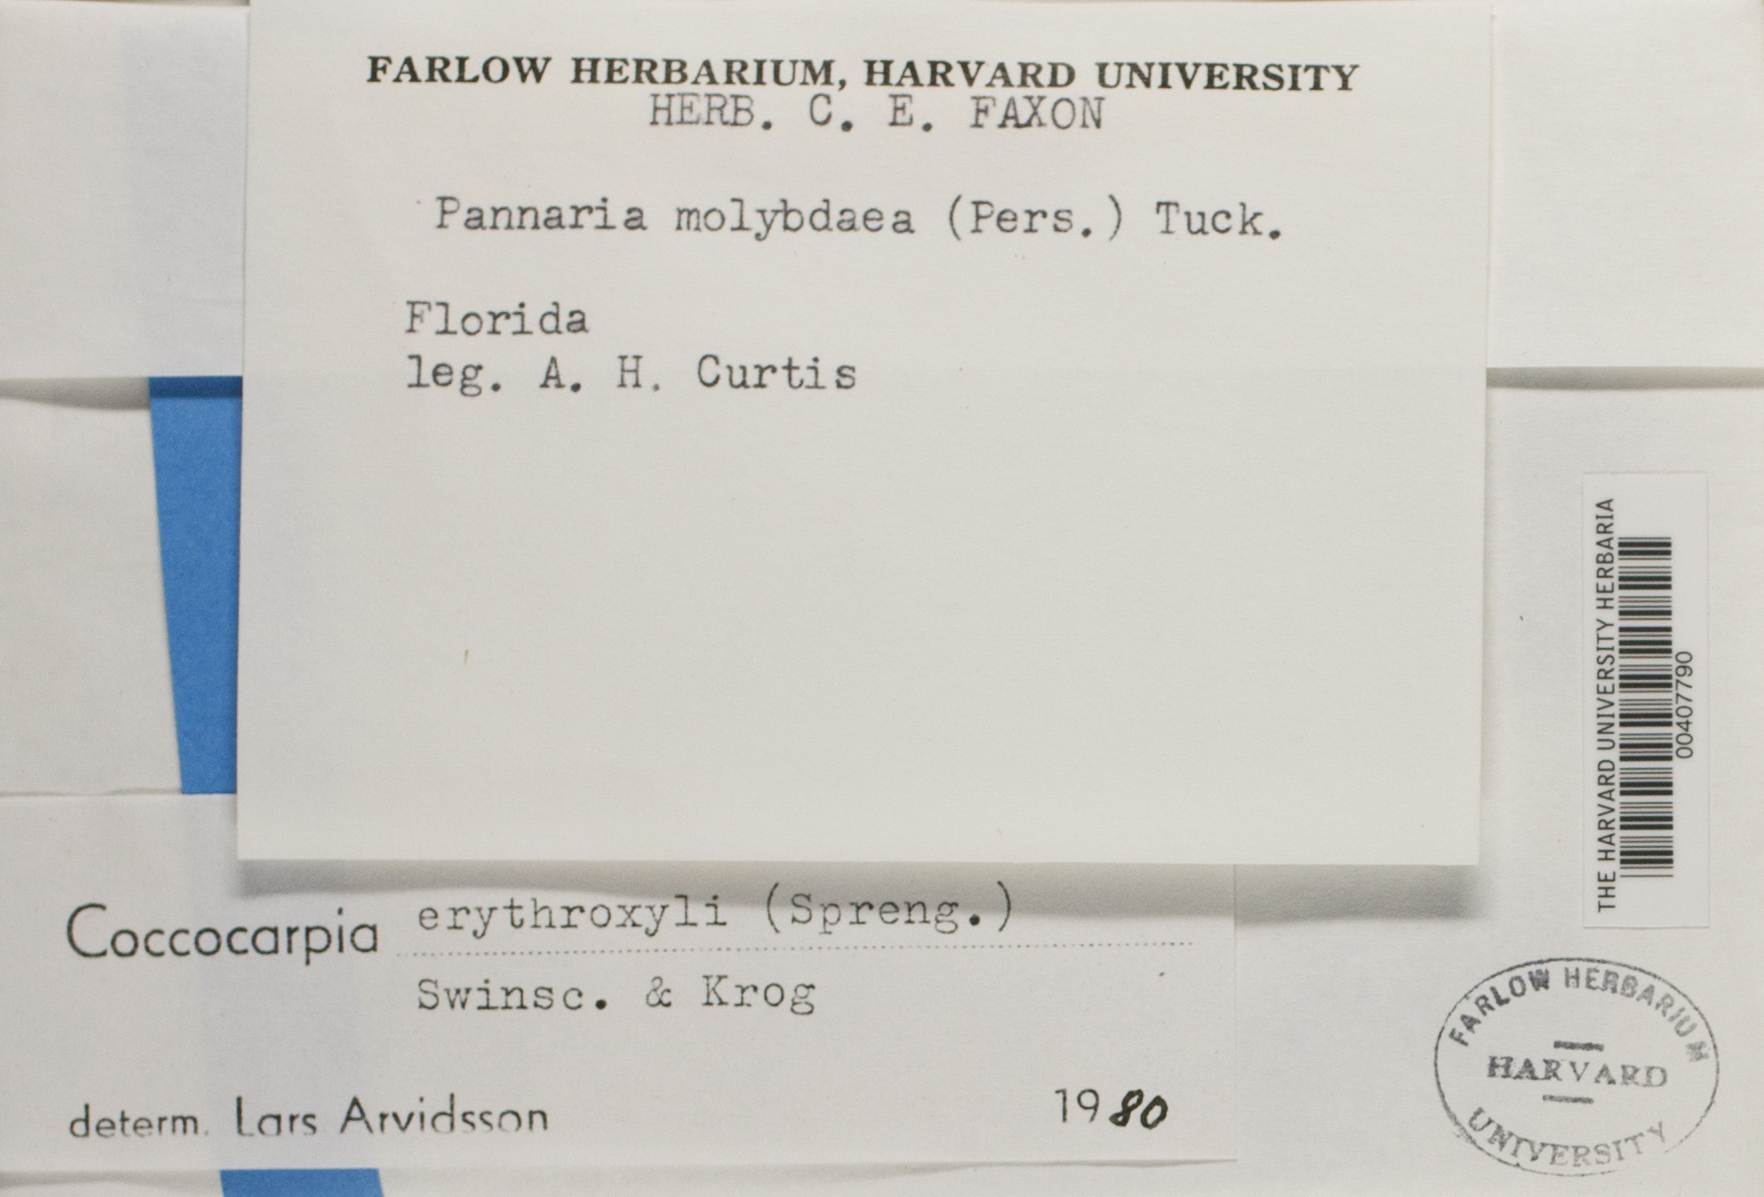 FARLOW HERBARIUM, HARVARD UNIVERSITY
HERB. C. E. FAXON
Pannaria molybdaea (Pers.) Tuck.
Florida
leg. A. H. Curtis
THE HARVARD UNIVERSITY HERBARIA
00407790
Coccocarpia erythroxyli (Spreng.)
Swinsc. & Krog
determ. Lars Arvidsson 1980
FARLOW HERBARIUM
HARVARD
UNIVERSITY